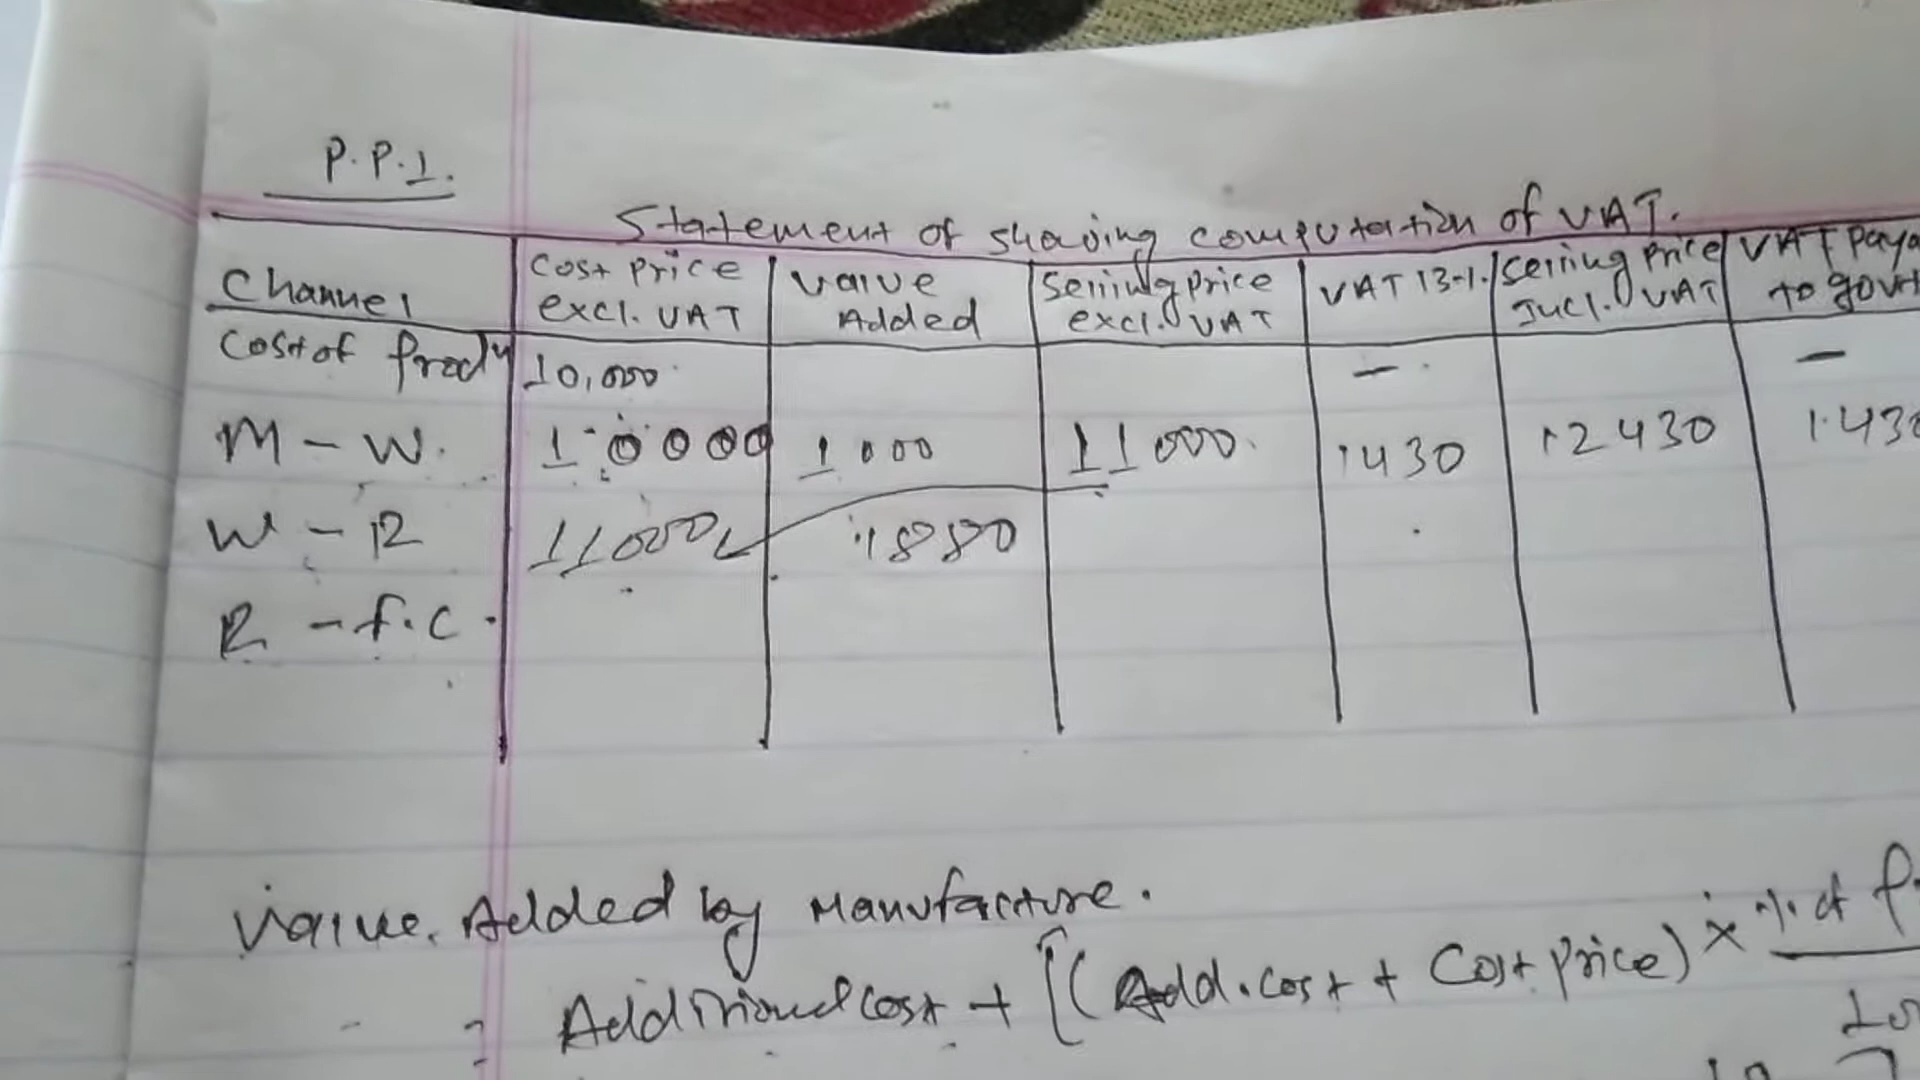 P.P.1.
Statement of showing computation of VAT.
Channel | Cost price excl. VAT | Value Added | Selling price excl. VAT | VAT 13% | Selling price Incl. VAT | VAT Paya to govt
Cost of Prodn | 10,000 | | | — | | —
M – W. | 10000 | 1000 | 11000 | 1430 | 12430 | 1430
W – R | 11000 | 1880
R – F.C.
Value Added by Manufacture.
= Additional cost + [(Add.cost + Cost Price) × % of
10